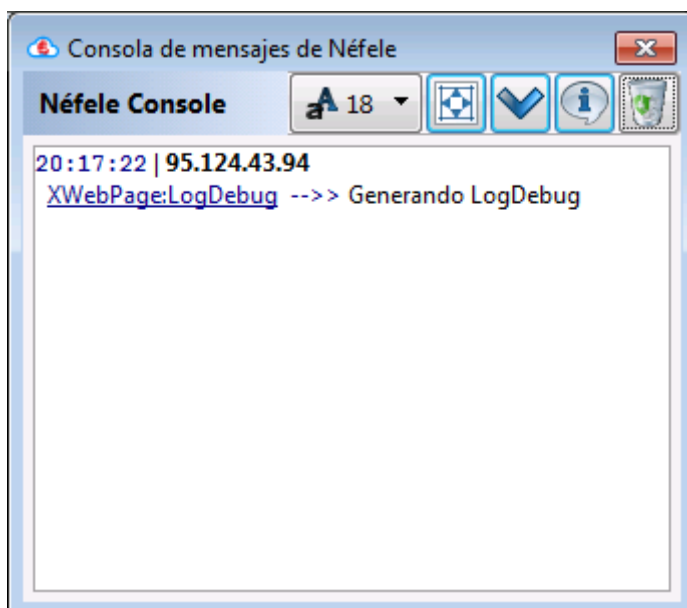 Consola de mensajes de Néfele
Néfele Console
18
20:17:22 | 95.124.43.94
XWebPage:LogDebug -->> Generando LogDebug